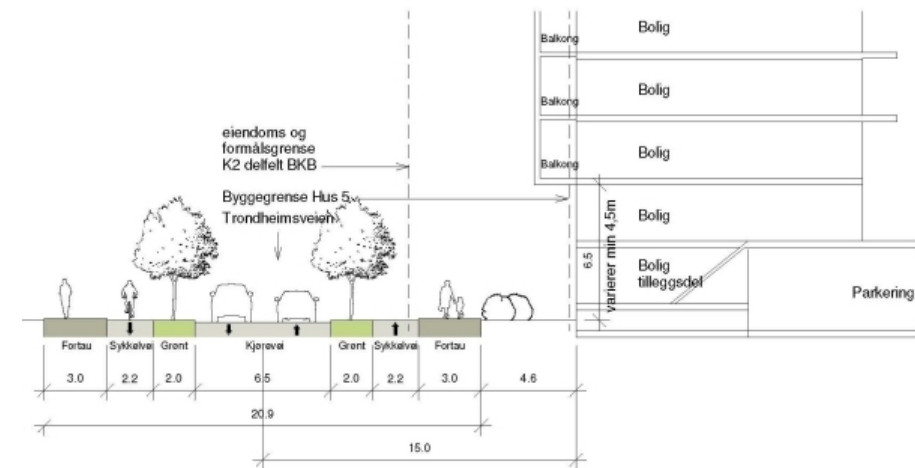 Bolig
Balkong
Bolig
Balkong
eiendoms og
formålsgrense
K2 delfelt BKB
Bolig
Balkong
Byggegrense Hus 5
Trondheimsveien
Bolig
6.5
varierer min 4,5m
Bolig
tilleggsdel
Parkering
Fortau
Sykkelvei
Grønt
Kjørevei
Grønt
Sykkelvei
Fortau
3.0
2.2
2.0
6.5
2.0
2.2
3.0
4.6
20.9
15.0